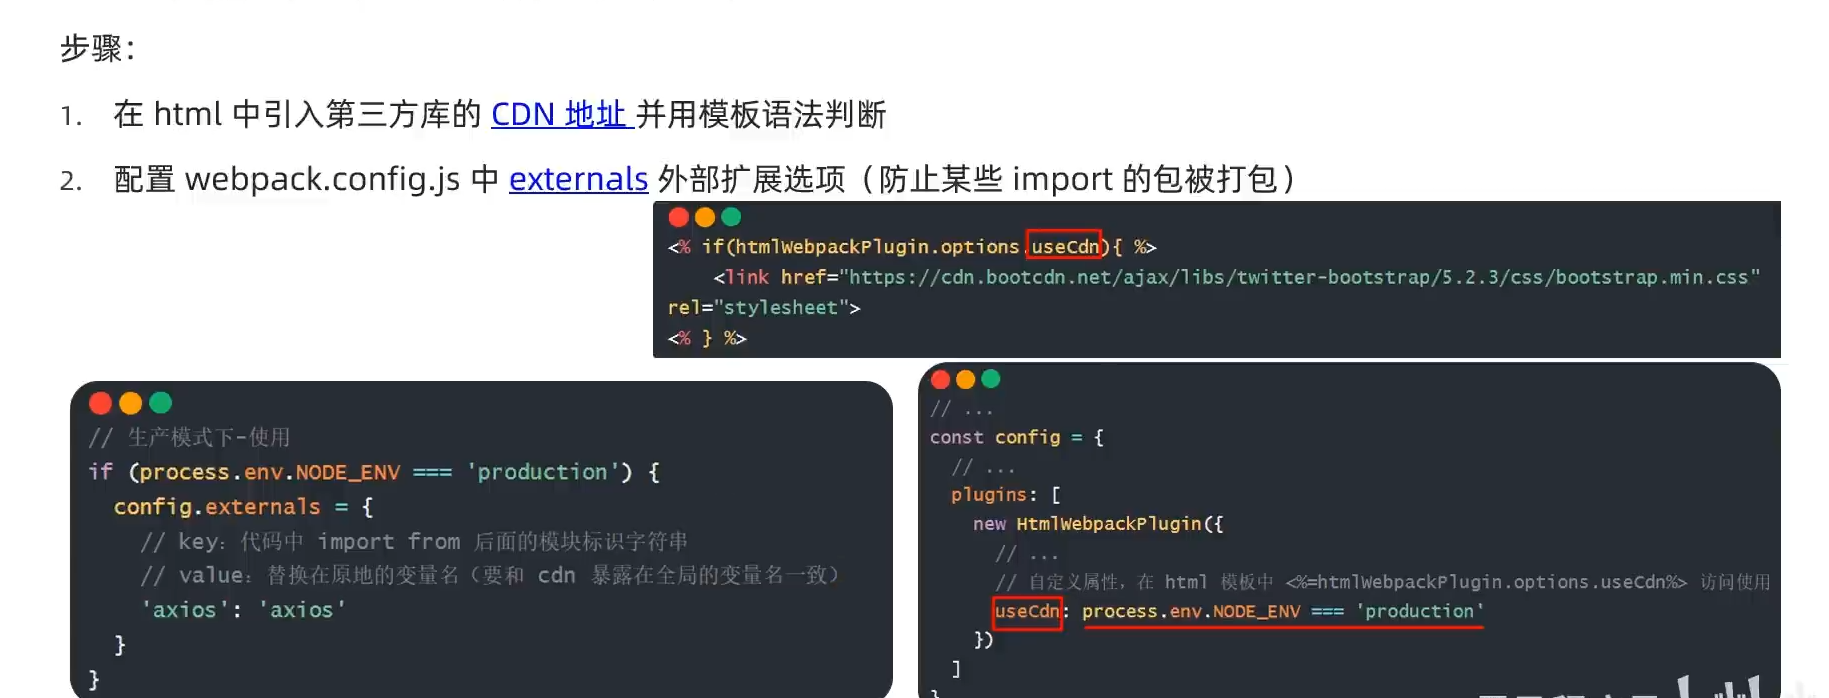 步骤：
1. 在 html 中引入第三方库的 CDN 地址 并用模板语法判断
2. 配置 webpack.config.js 中 externals 外部扩展选项（防止某些 import 的包被打包）
<% if(htmlWebpackPlugin.options.useCdn){ %>
<link href="https://cdn.bootcdn.net/ajax/libs/twitter-bootstrap/5.2.3/css/bootstrap.min.css"
rel="stylesheet">
<% } %>
// 生产模式下-使用
if (process.env.NODE_ENV === 'production') {
config.externals = {
// key：代码中 import from 后面的模块标识字符串
// value：替换在原地的变量名（要和 cdn 暴露在全局的变量名一致）
'axios': 'axios'
}
}
// ...
const config = {
// ...
plugins: [
new HtmlWebpackPlugin({
// ...
// 自定义属性，在 html 模板中 <%=htmlWebpackPlugin.options.useCdn%> 访问使用
useCdn: process.env.NODE_ENV === 'production'
})
]
}